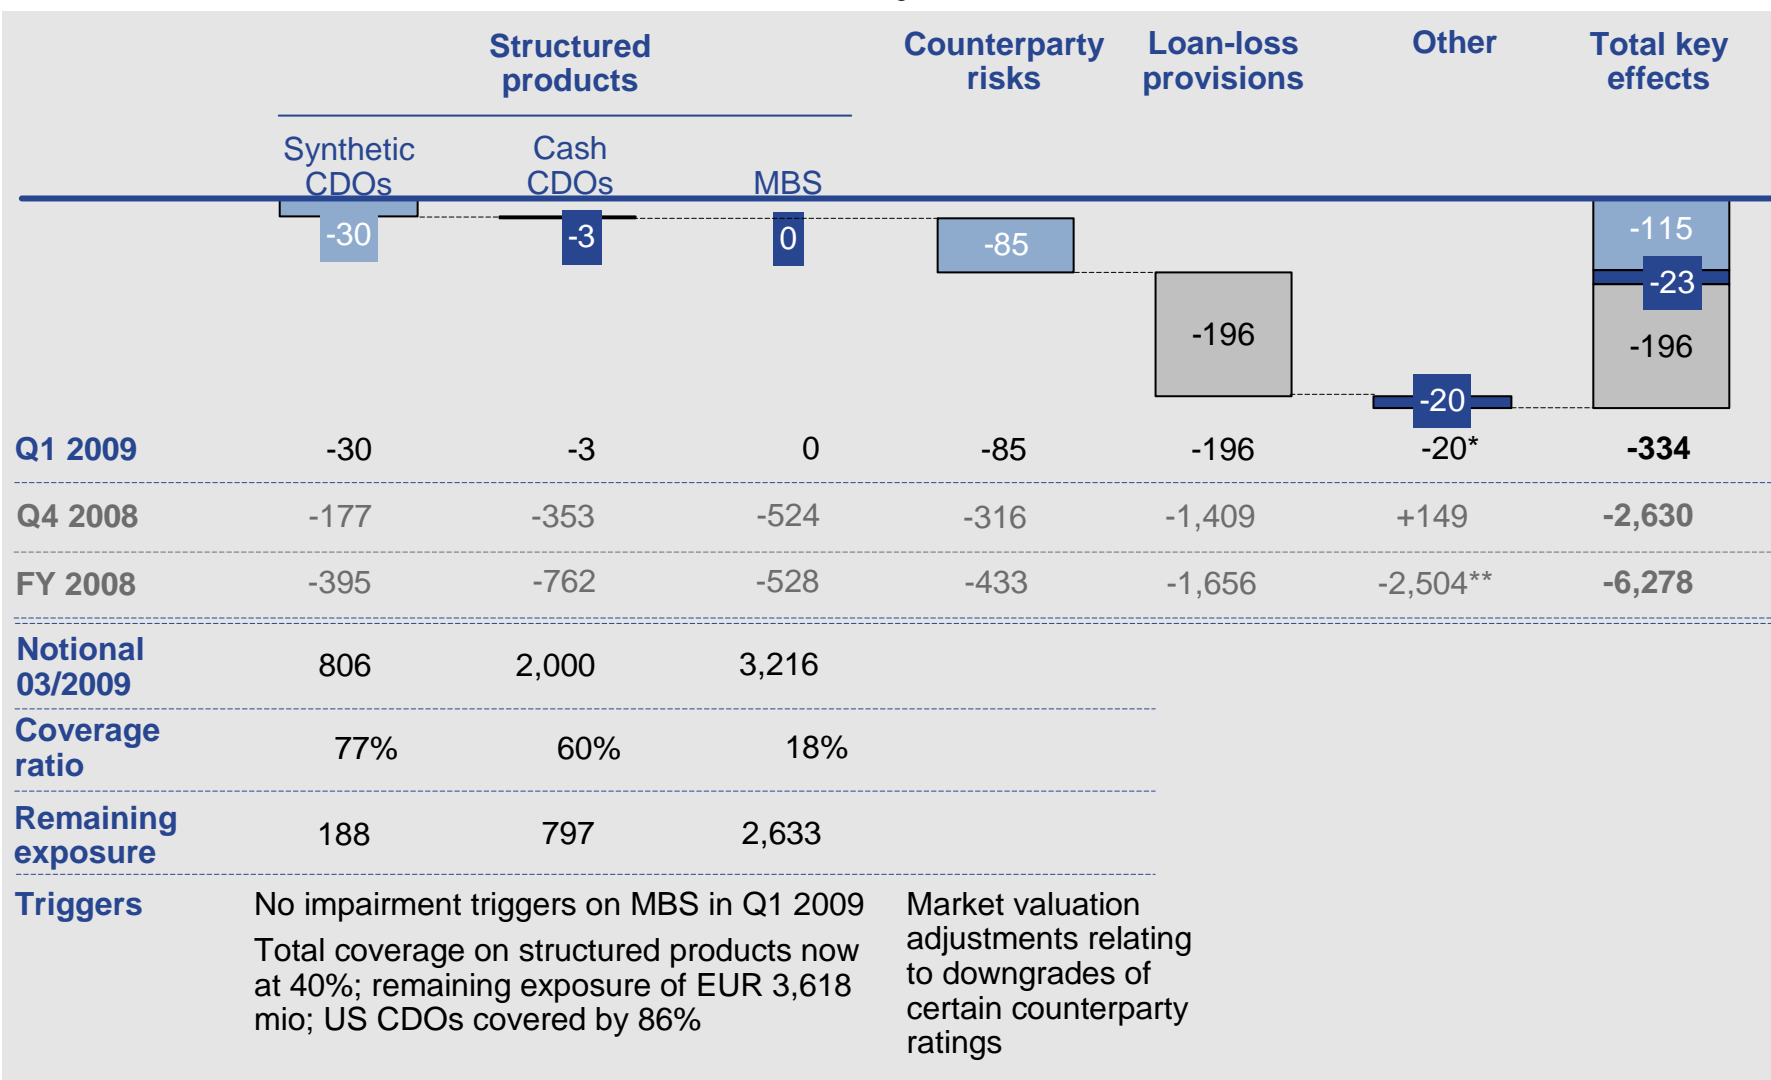 Structured products
Counterparty risks
Loan-loss provisions
Other
Total key effects
Synthetic CDOs
Cash CDOs
MBS
-30
-3
0
-85
-196
-20
-115
-23
-196
Q1 2009 -30 -3 0 -85 -196 -20* -334
Q4 2008 -177 -353 -524 -316 -1,409 +149 -2,630
FY 2008 -395 -762 -528 -433 -1,656 -2,504** -6,278
Notional 03/2009 806 2,000 3,216
Coverage ratio 77% 60% 18%
Remaining exposure 188 797 2,633
Triggers
No impairment triggers on MBS in Q1 2009
Total coverage on structured products now
at 40%; remaining exposure of EUR 3,618
mio; US CDOs covered by 86%
Market valuation
adjustments relating
to downgrades of
certain counterparty
ratings